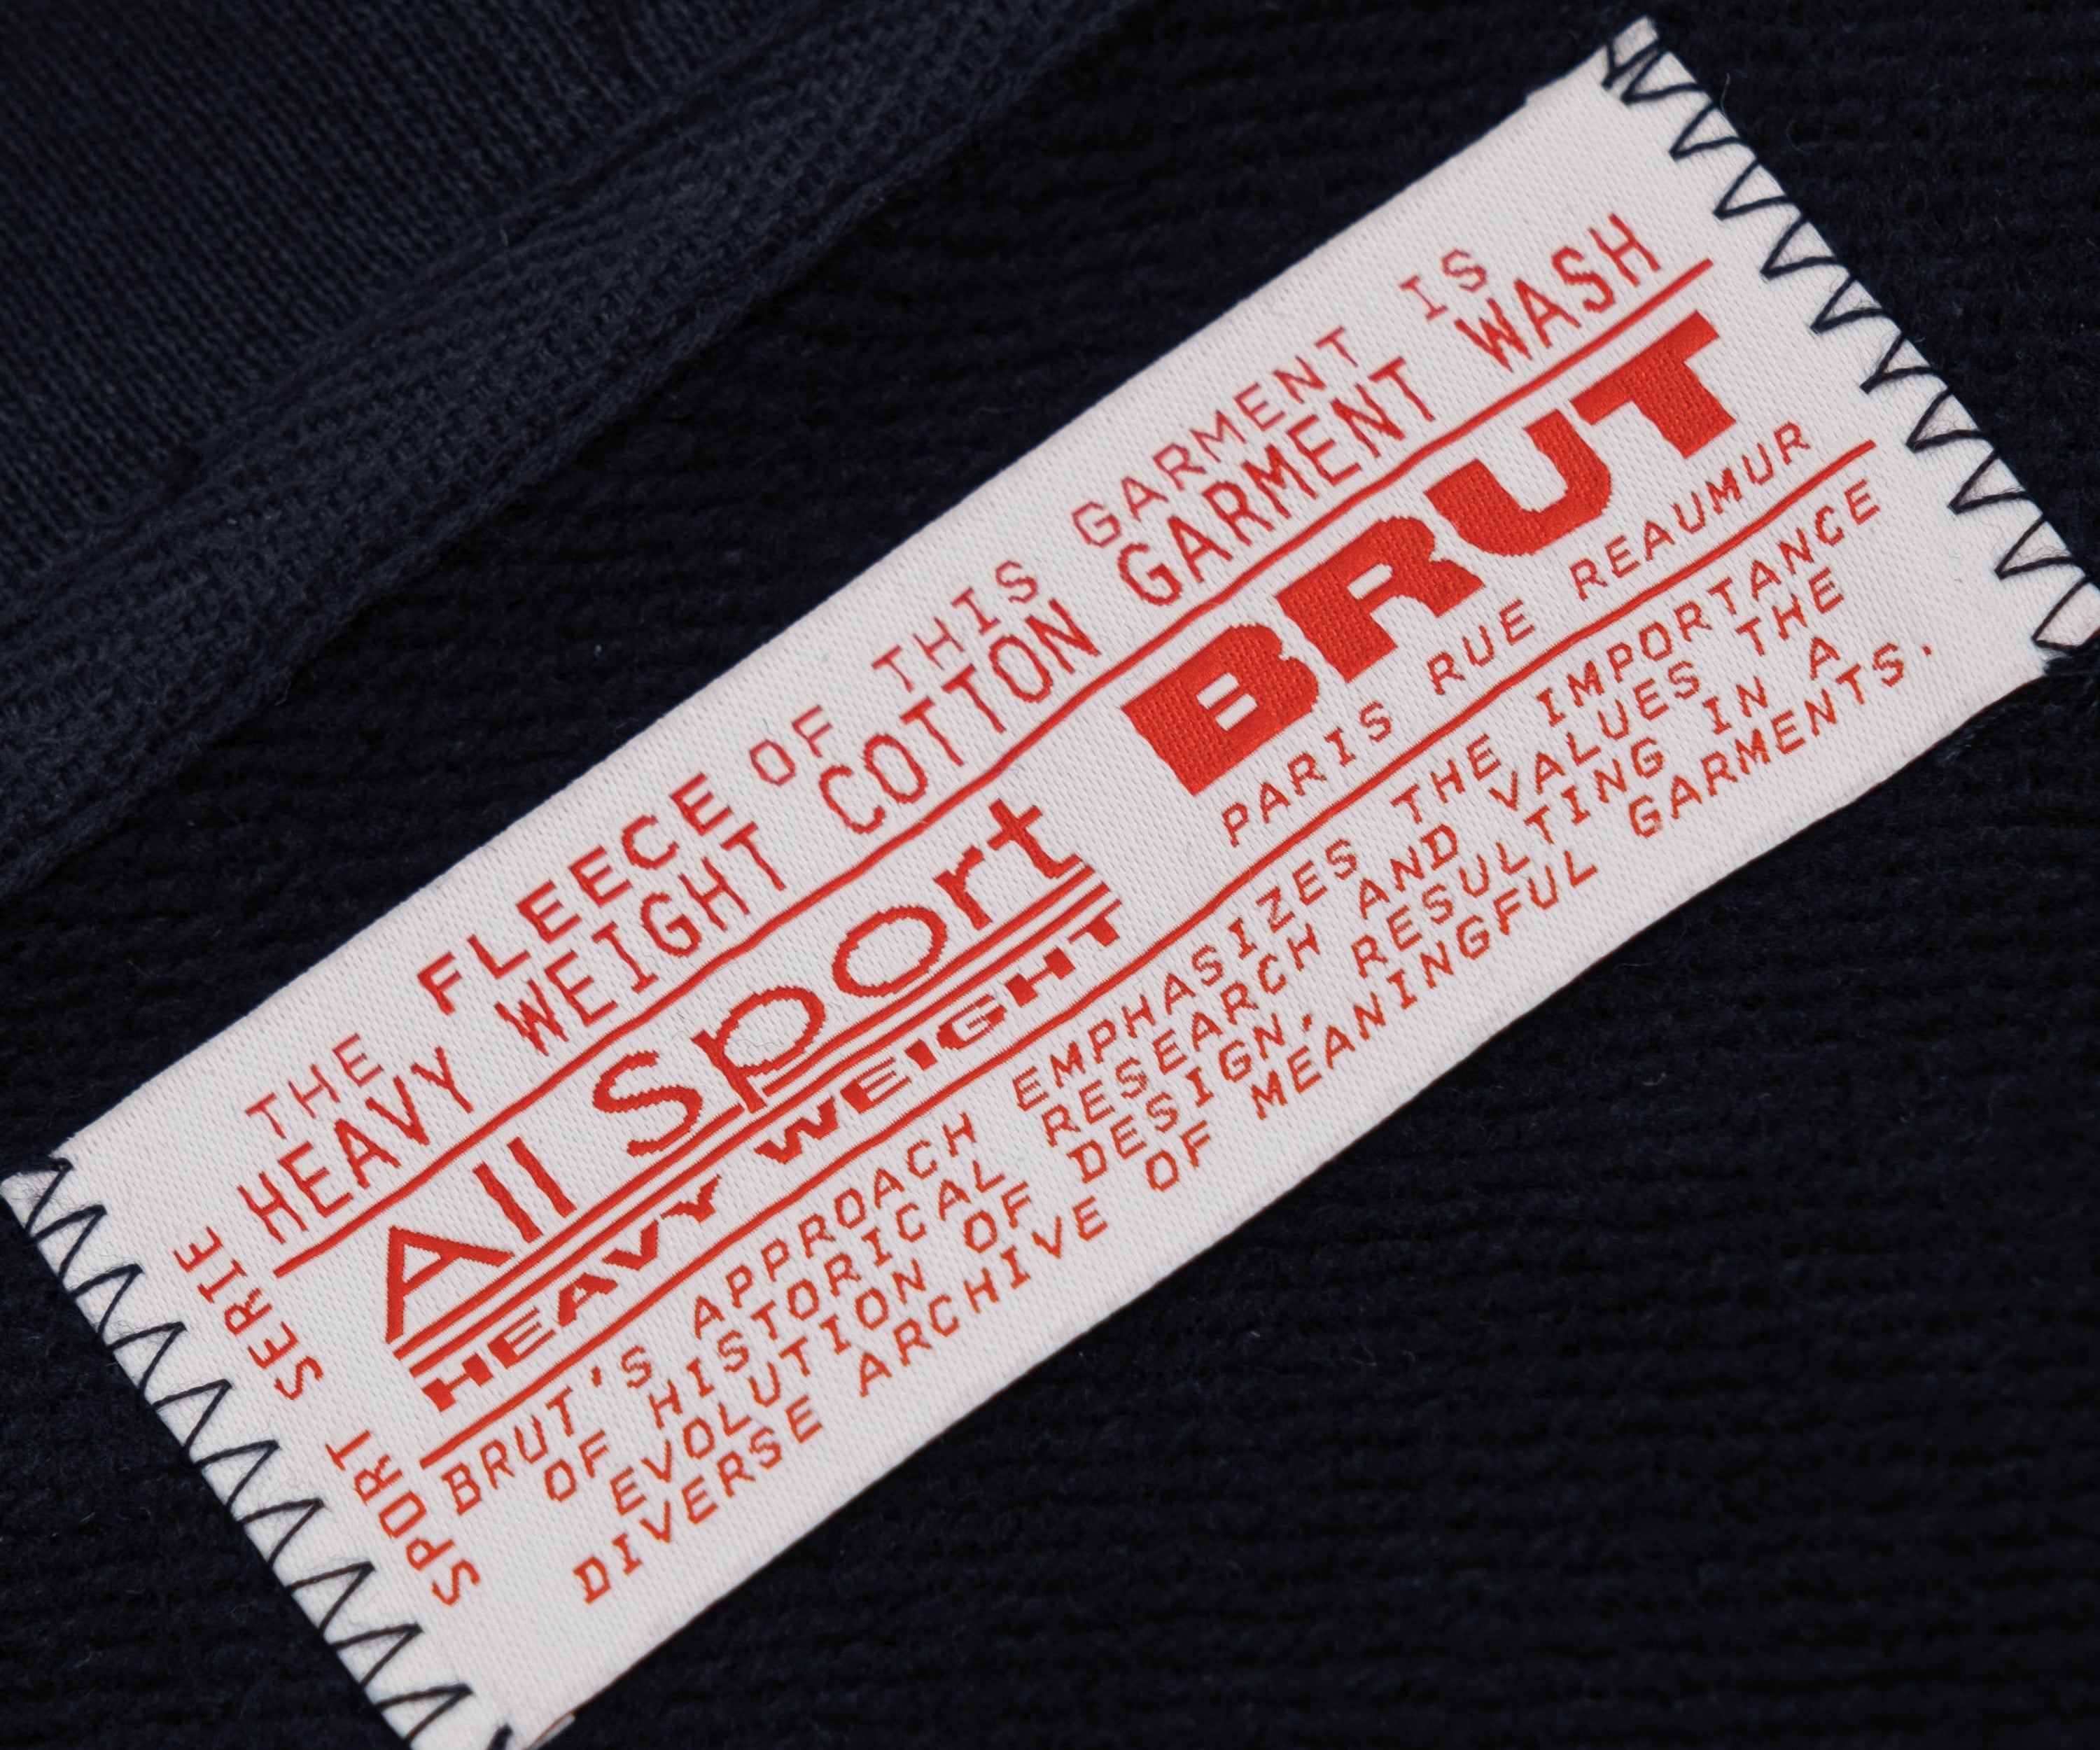 THE FLEECE OF THIS GARMENT IS
HEAVY WEIGHT COTTON GARMENT WASH
All Sport
HEAVY WEIGHT
BRUT
PARIS RUE REAUMUR
BRUT'S APPROACH EMPHASIZES THE IMPORTANCE
OF HISTORICAL RESEARCH AND VALUES THE
EVOLUTION OF DESIGN, RESULTING IN A
DIVERSE ARCHIVE OF MEANINGFUL GARMENTS.
SPORT SERIE